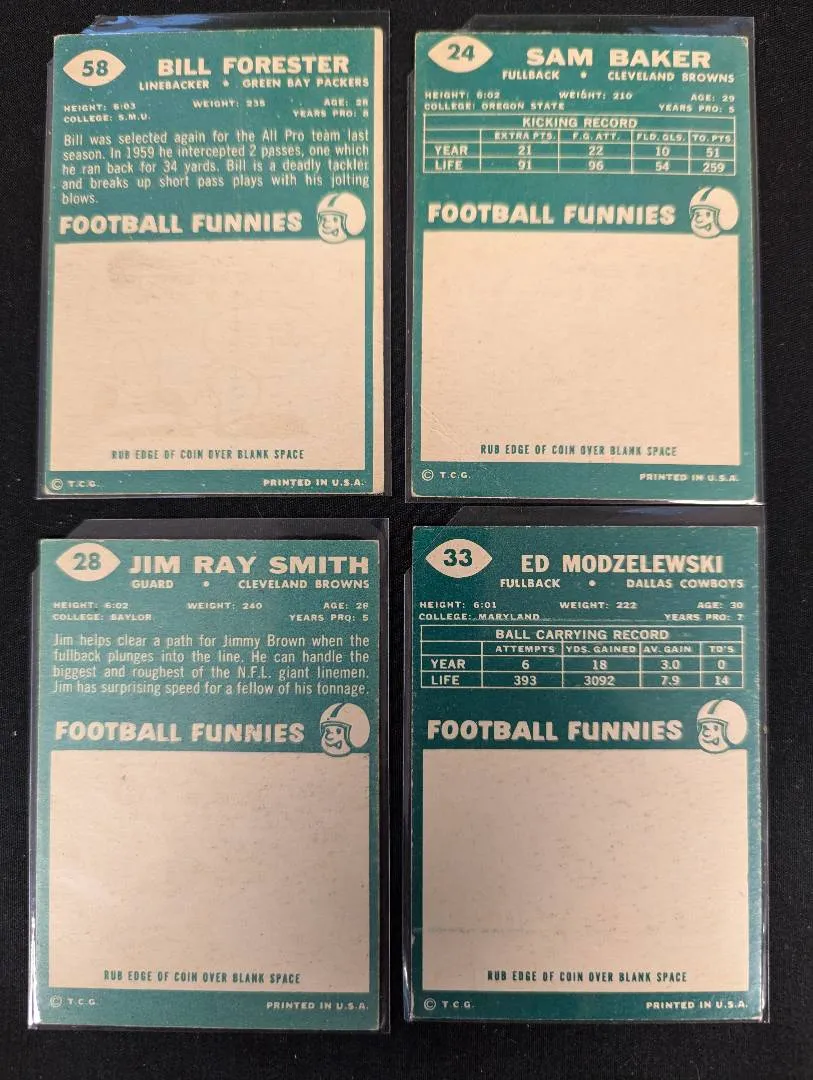 58
BILL FORESTER
LINEBACKER • GREEN BAY PACKERS
HEIGHT: 6:03 WEIGHT: 235 AGE: 28
COLLEGE: S.M.U. YEARS PRO: 8
Bill was selected again for the All Pro team last
season. In 1959 he intercepted 2 passes, one which
he ran back for 34 yards. Bill is a deadly tackler
and breaks up short pass plays with his jolting
blows.
FOOTBALL FUNNIES
RUB EDGE OF COIN OVER BLANK SPACE
© T.C.G. PRINTED IN U.S.A.
24
SAM BAKER
FULLBACK • CLEVELAND BROWNS
HEIGHT: 6:02 WEIGHT: 210 AGE: 29
COLLEGE: OREGON STATE YEARS PRO: 5
KICKING RECORD
EXTRA PTS. F.G. ATT. FLD. GLS. TO. PTS
YEAR 21 22 10 51
LIFE 91 96 54 259
FOOTBALL FUNNIES
RUB EDGE OF COIN OVER BLANK SPACE
© T.C.G. PRINTED IN U.S.A.
28
JIM RAY SMITH
GUARD • CLEVELAND BROWNS
HEIGHT: 6:02 WEIGHT: 240 AGE: 28
COLLEGE: BAYLOR YEARS PRO: 5
Jim helps clear a path for Jimmy Brown when the
fullback plunges into the line. He can handle the
biggest and roughest of the N.F.L. giant linemen.
Jim has surprising speed for a fellow of his tonnage.
FOOTBALL FUNNIES
RUB EDGE OF COIN OVER BLANK SPACE
© T.C.G. PRINTED IN U.S.A.
33
ED MODZELEWSKI
FULLBACK • DALLAS COWBOYS
HEIGHT: 6:01 WEIGHT: 222 AGE: 30
COLLEGE: MARYLAND YEARS PRO: 7
BALL CARRYING RECORD
ATTEMPTS YDS. GAINED AV. GAIN TD'S
YEAR 6 18 3.0 0
LIFE 393 3092 7.9 14
FOOTBALL FUNNIES
RUB EDGE OF COIN OVER BLANK SPACE
© T.C.G. PRINTED IN U.S.A.